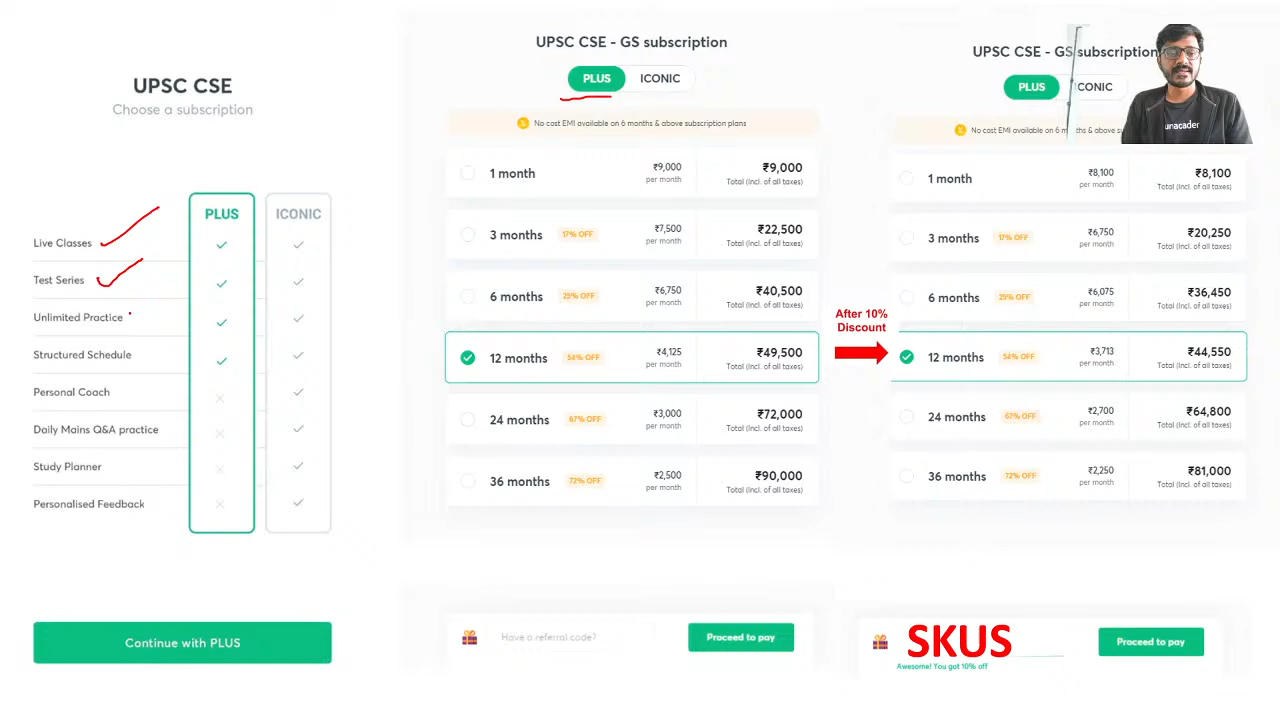 UPSC CSE
Choose a subscription
PLUS ICONIC
Live Classes
Test Series
Unlimited Practice
Structured Schedule
Personal Coach
Daily Mains Q&A practice
Study Planner
Personalised Feedback
Continue with PLUS
UPSC CSE - GS subscription
PLUS ICONIC
No cost EMI available on 6 months & above subscription plans
1 month ₹9,000 ₹9,000
per month Total (Incl. of all taxes)
3 months 17% OFF ₹7,500 ₹22,500
per month Total (Incl. of all taxes)
6 months 25% OFF ₹6,750 ₹40,500
per month Total (Incl. of all taxes)
12 months 54% OFF ₹4,125 ₹49,500
per month Total (Incl. of all taxes)
24 months 67% OFF ₹3,000 ₹72,000
per month Total (Incl. of all taxes)
36 months 72% OFF ₹2,500 ₹90,000
per month Total (Incl. of all taxes)
Have a referral code? Proceed to pay
After 10%
Discount
UPSC CSE - GS subscription
PLUS ICONIC
No cost EMI available on 6 months & above
unacader
1 month ₹8,100 ₹8,100
per month Total (Incl. of all taxes)
3 months 17% OFF ₹6,750 ₹20,250
per month Total (Incl. of all taxes)
6 months 25% OFF ₹6,075 ₹36,450
per month Total (Incl. of all taxes)
12 months 54% OFF ₹3,713 ₹44,550
per month Total (Incl. of all taxes)
24 months 67% OFF ₹2,700 ₹64,800
per month Total (Incl. of all taxes)
36 months 72% OFF ₹2,250 ₹81,000
per month Total (Incl. of all taxes)
SKUS Proceed to pay
Awesome! You got 10% off